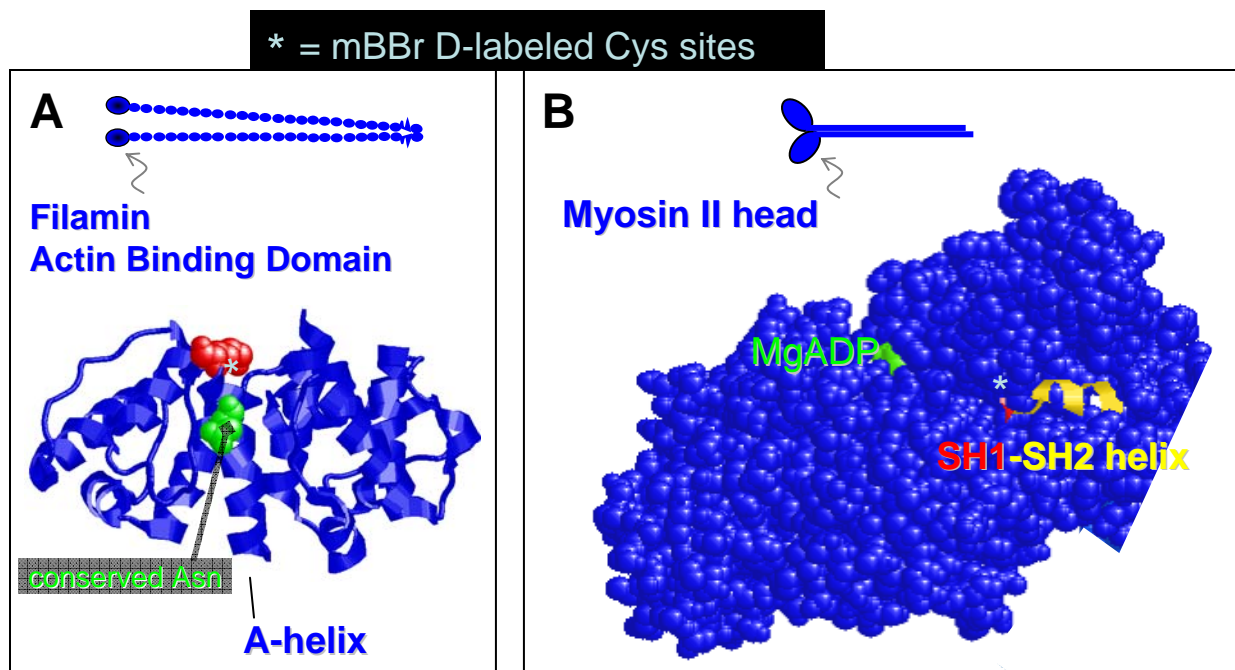 * = mBBr D-labeled Cys sites
A
Filamin
Actin Binding Domain
*
conserved Asn
A-helix
B
Myosin II head
MgADP
*
SH1-SH2 helix